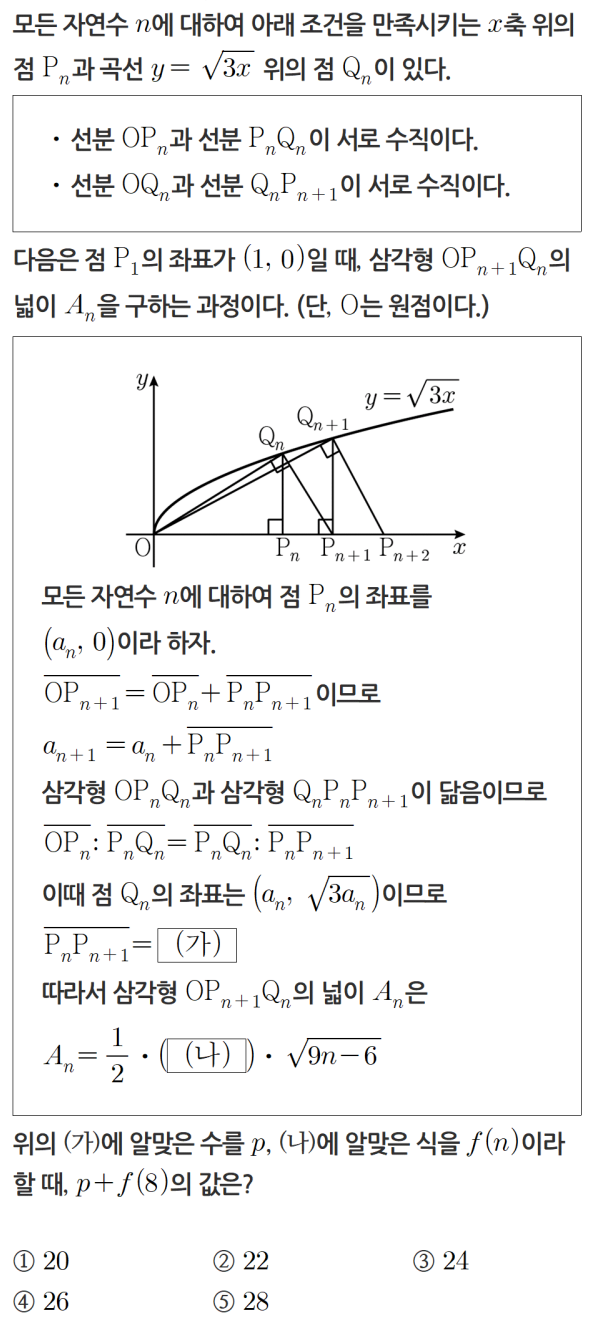 모든 자연수 n에 대하여 아래 조건을 만족시키는 x축 위의
점 Pₙ과 곡선 y = √(3x) 위의 점 Qₙ이 있다.
· 선분 OPₙ과 선분 PₙQₙ이 서로 수직이다.
· 선분 OQₙ과 선분 QₙPₙ₊₁이 서로 수직이다.
다음은 점 P₁의 좌표가 (1, 0)일 때, 삼각형 OPₙ₊₁Qₙ의
넓이 Aₙ을 구하는 과정이다. (단, O는 원점이다.)
y
y = √(3x)
Qₙ₊₁
Qₙ
O Pₙ Pₙ₊₁ Pₙ₊₂ x
모든 자연수 n에 대하여 점 Pₙ의 좌표를
(aₙ, 0)이라 하자.
O̅P̅ₙ₊₁ = O̅P̅ₙ + P̅ₙP̅ₙ₊₁이므로
aₙ₊₁ = aₙ + P̅ₙP̅ₙ₊₁
삼각형 OPₙQₙ과 삼각형 QₙPₙPₙ₊₁이 닮음이므로
O̅P̅ₙ : P̅ₙQ̅ₙ = P̅ₙQ̅ₙ : P̅ₙP̅ₙ₊₁
이때 점 Qₙ의 좌표는 (aₙ, √(3aₙ))이므로
P̅ₙP̅ₙ₊₁ = (가)
따라서 삼각형 OPₙ₊₁Qₙ의 넓이 Aₙ은
Aₙ = 1/2 · ( (나) ) · √(9n−6)
위의 (가)에 알맞은 수를 p, (나)에 알맞은 식을 f(n)이라
할 때, p+f(8)의 값은?
① 20 ② 22 ③ 24
④ 26 ⑤ 28